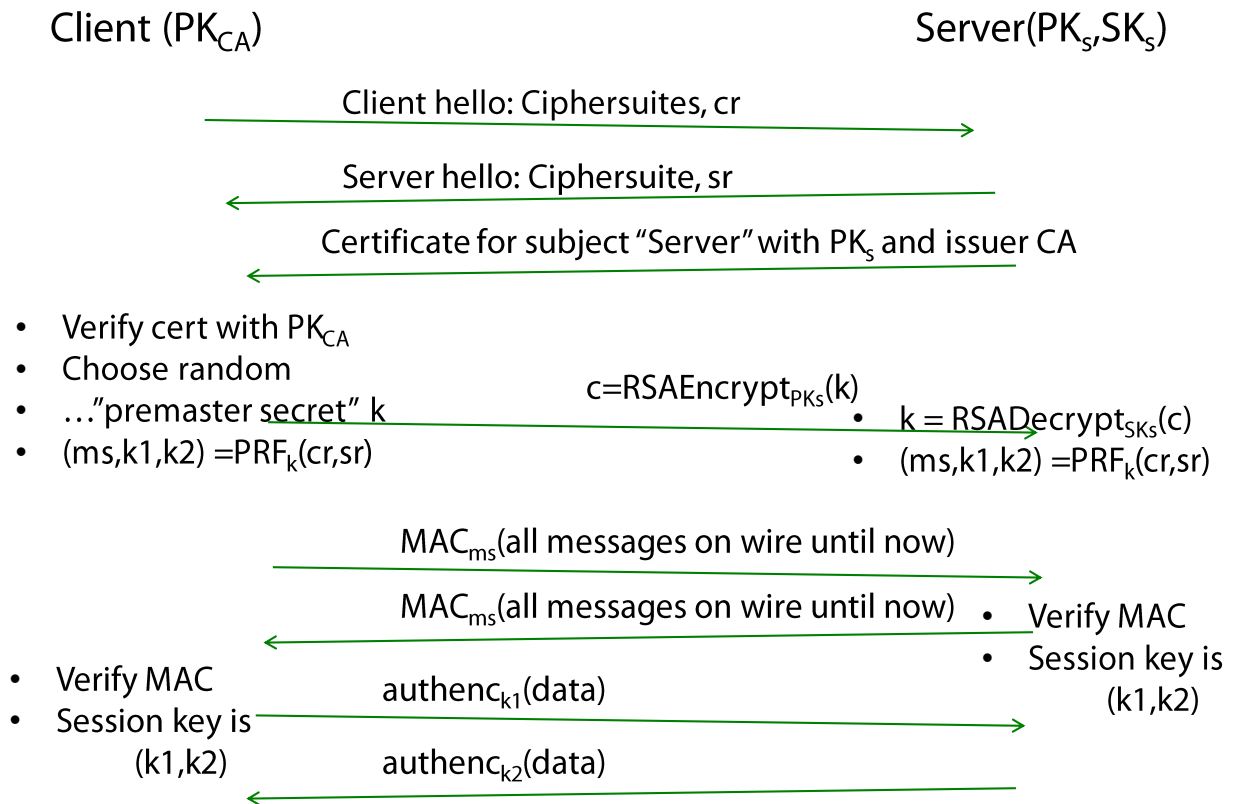 Client (PKCA)
Server(PKs,SKs)
Client hello: Ciphersuites, cr
Server hello: Ciphersuite, sr
Certificate for subject “Server” with PKs and issuer CA
• Verify cert with PKCA
• Choose random
• …”premaster secret” k
• (ms,k1,k2) =PRFk(cr,sr)
c=RSAEncryptPKs(k)
• k = RSADecryptSKs(c)
• (ms,k1,k2) =PRFk(cr,sr)
MACms(all messages on wire until now)
MACms(all messages on wire until now)
• Verify MAC
• Session key is
(k1,k2)
• Verify MAC
• Session key is
(k1,k2)
authenck1(data)
authenck2(data)